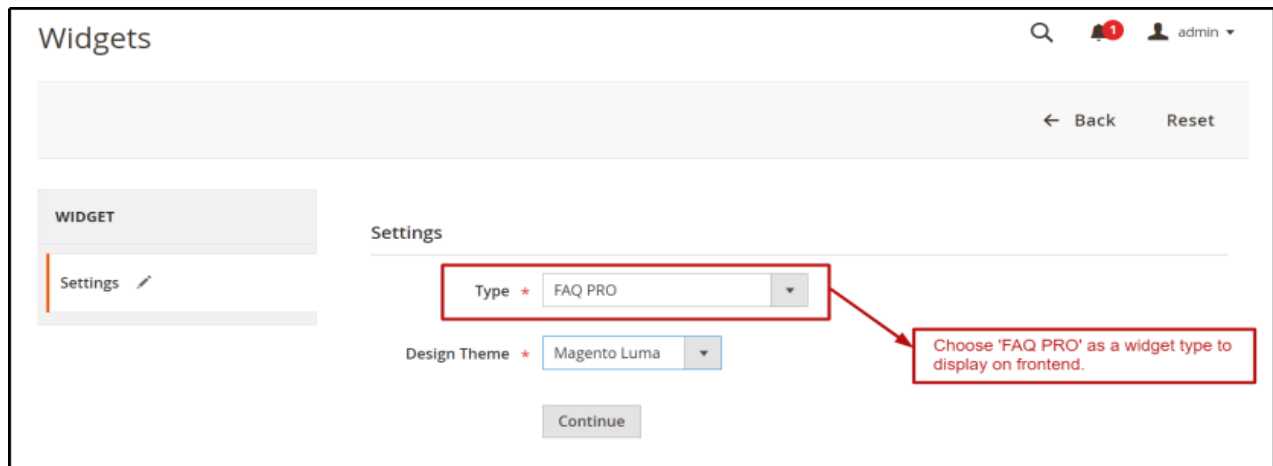 Widgets
1
admin
Back
Reset
WIDGET
Settings
Settings
Type *
FAQ PRO
Choose 'FAQ PRO' as a widget type to
display on frontend.
Design Theme *
Magento Luma
Continue